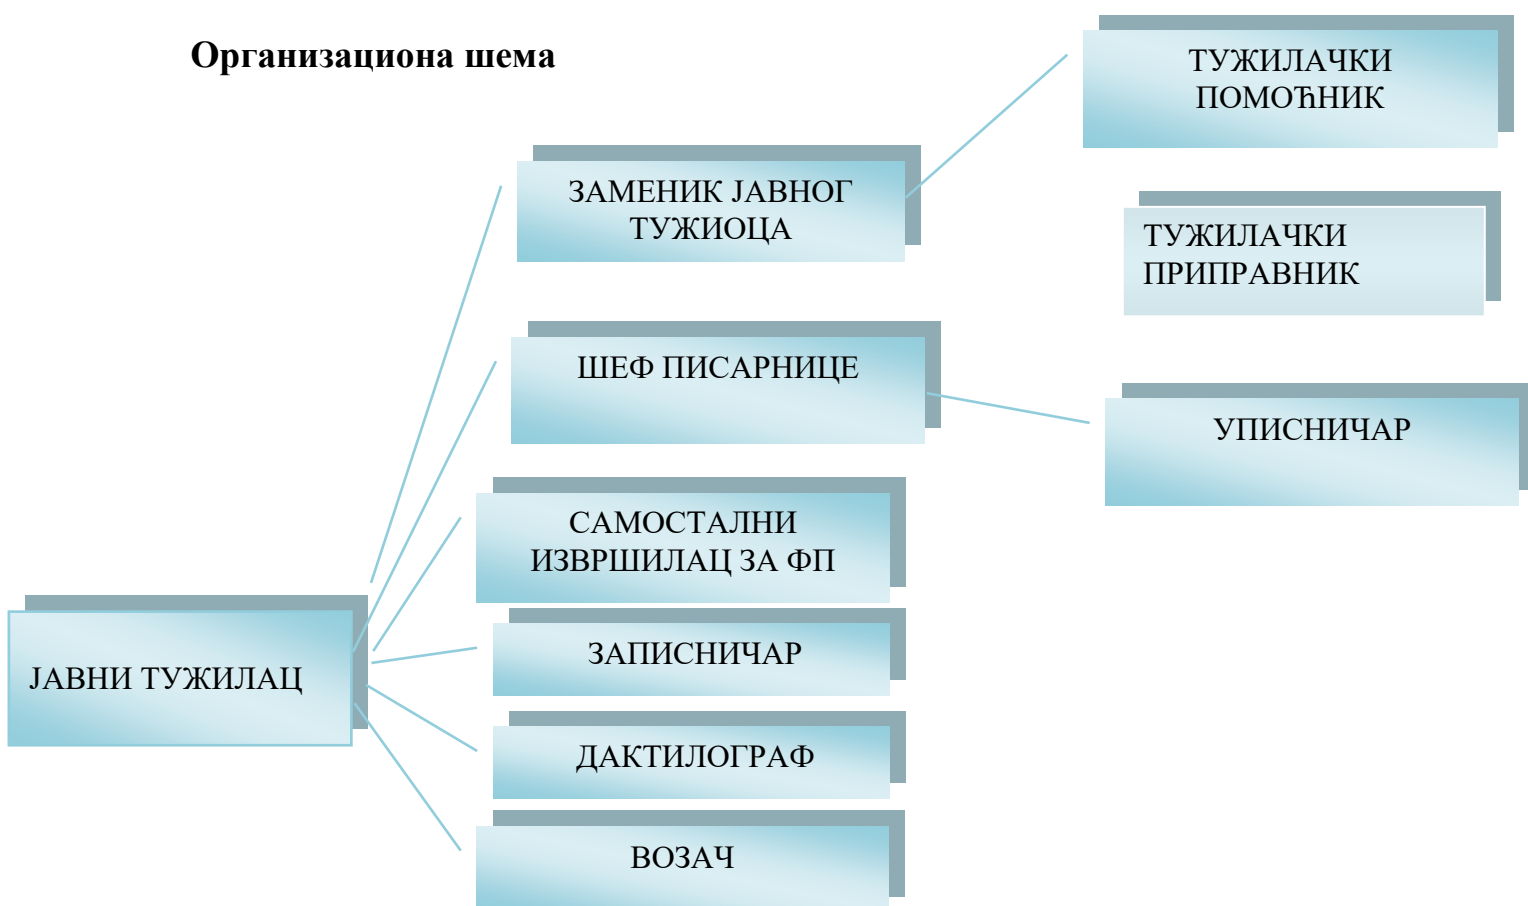 Организациона шема
ТУЖИЛАЧКИ
ПОМОЋНИК
ЗАМЕНИК ЈАВНОГ
ТУЖИОЦА
ТУЖИЛАЧКИ
ПРИПРАВНИК
ШЕФ ПИСАРНИЦЕ
УПИСНИЧАР
САМОСТАЛНИ
ИЗВРШИЛАЦ ЗА ФП
ЗАПИСНИЧАР
ЈАВНИ ТУЖИЛАЦ
ДАКТИЛОГРАФ
ВОЗАЧ